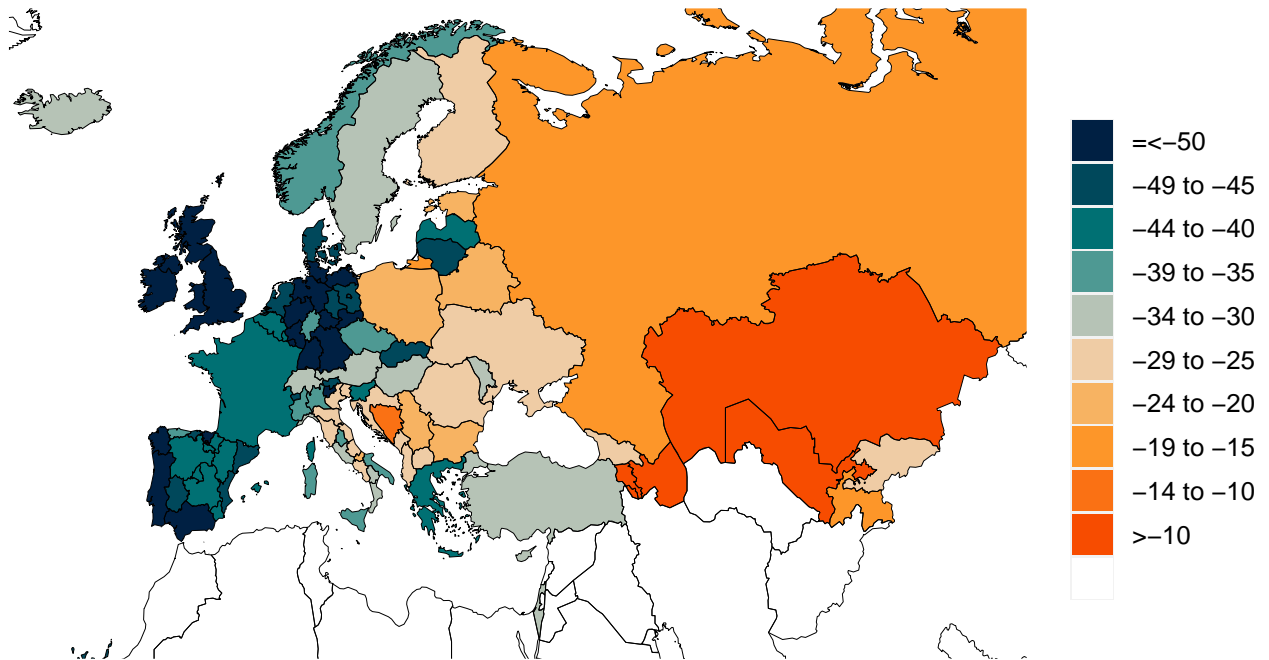 =<−50
−49 to −45
−44 to −40
−39 to −35
−34 to −30
−29 to −25
−24 to −20
−19 to −15
−14 to −10
>−10